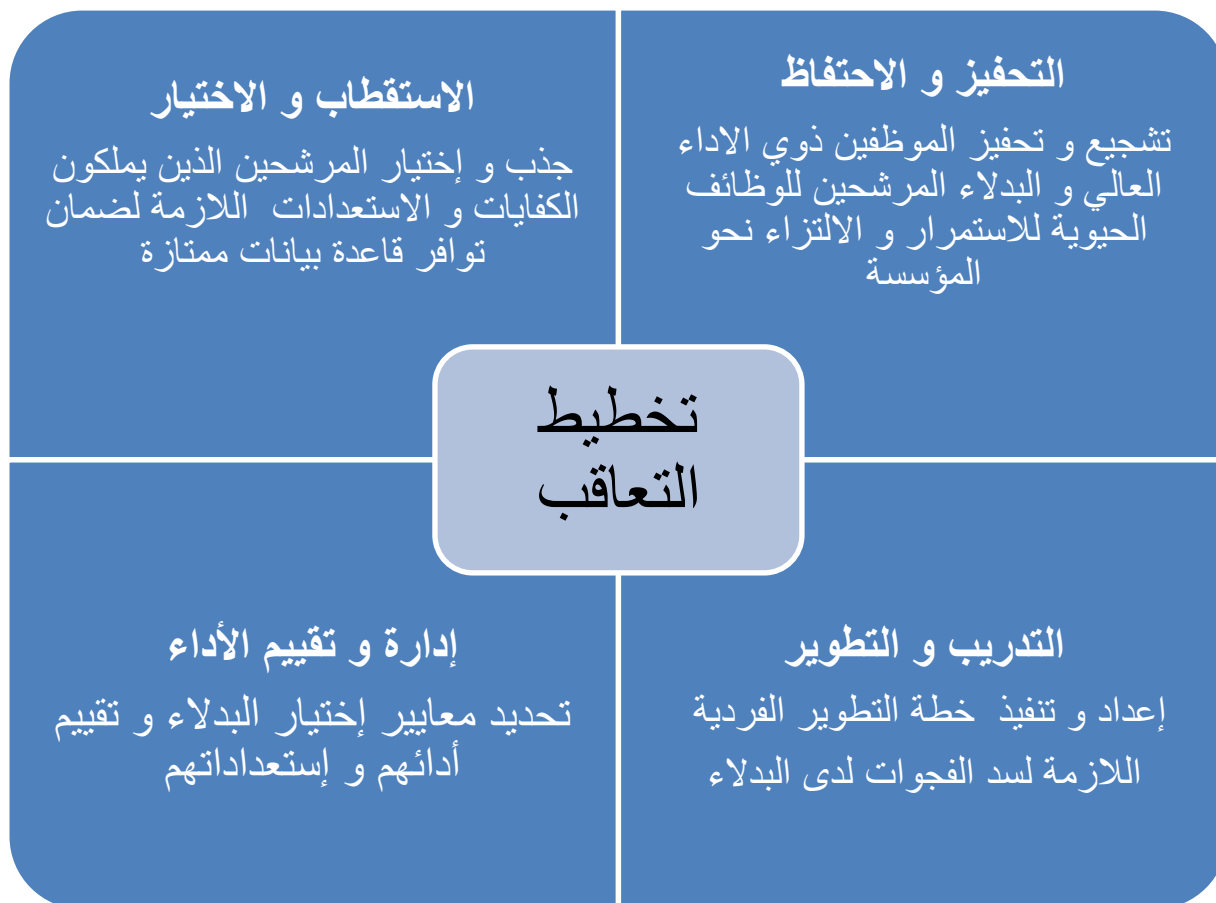 التحفيز و الاحتفاظ
تشجيع و تحفيز الموظفين ذوي الاداء
العالي و البدلاء المرشحين للوظائف
الحيوية للاستمرار و الالتزاء نحو
المؤسسة
الاستقطاب و الاختيار
جذب و إختيار المرشحين الذين يملكون
الكفايات و الاستعدادات اللازمة لضمان
توافر قاعدة بيانات ممتازة
تخطيط
التعاقب
التدريب و التطوير
إعداد و تنفيذ خطة التطوير الفردية
اللازمة لسد الفجوات لدى البدلاء
إدارة و تقييم الأداء
تحديد معايير إختيار البدلاء و تقييم
أدائهم و إستعداداتهم